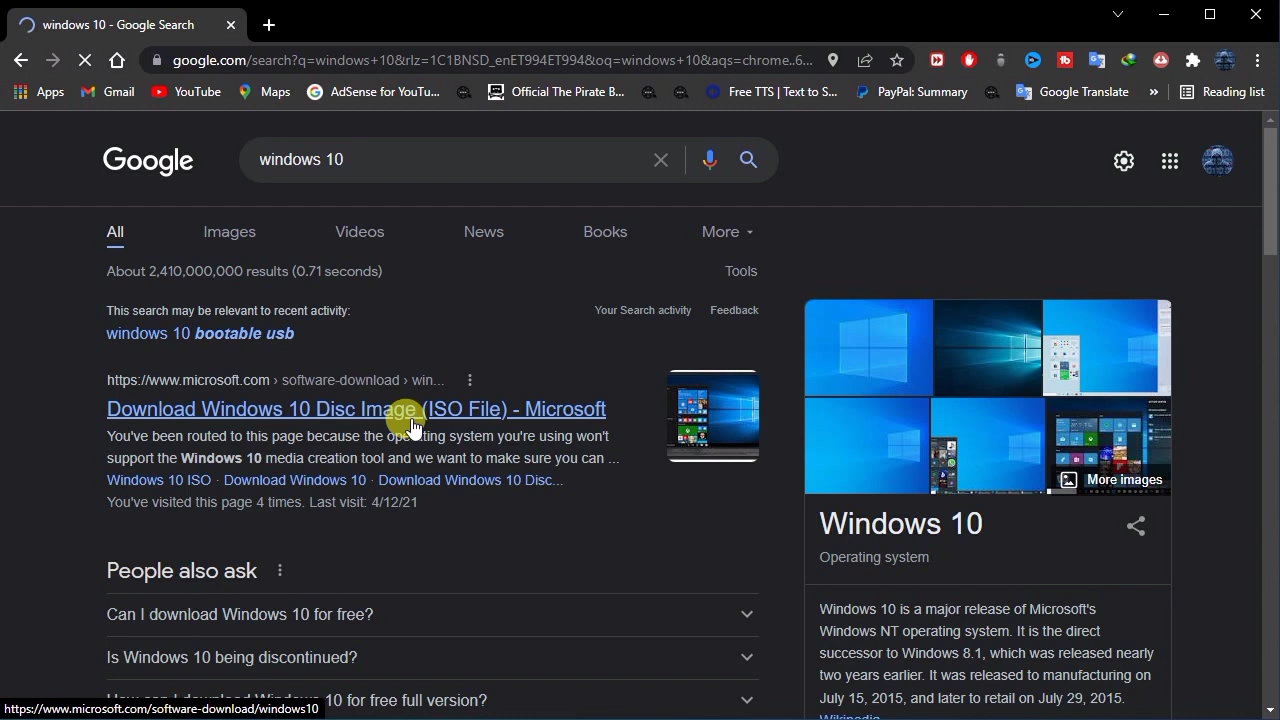 windows 10 - Google Search
google.com/search?q=windows+10&rlz=1C1BNSD_enET994ET994&oq=windows+10&aqs=chrome..6...
Apps Gmail YouTube Maps AdSense for YouTu... Official The Pirate B... Free TTS | Text to S... PayPal: Summary Google Translate » Reading list
Google windows 10
All Images Videos News Books More
About 2,410,000,000 results (0.71 seconds) Tools
This search may be relevant to recent activity: Your Search activity Feedback
windows 10 bootable usb
https://www.microsoft.com › software-download › win...
Download Windows 10 Disc Image (ISO File) - Microsoft
You've been routed to this page because the operating system you're using won't
support the Windows 10 media creation tool and we want to make sure you can ...
Windows 10 ISO · Download Windows 10 · Download Windows 10 Disc...
You've visited this page 4 times. Last visit: 4/12/21
People also ask
Can I download Windows 10 for free?
Is Windows 10 being discontinued?
How can I download Windows 10 for free full version?
More images
Windows 10
Operating system
Windows 10 is a major release of Microsoft's
Windows NT operating system. It is the direct
successor to Windows 8.1, which was released nearly
two years earlier. It was released to manufacturing on
July 15, 2015, and later to retail on July 29, 2015.
Wikipedia
https://www.microsoft.com/software-download/windows10